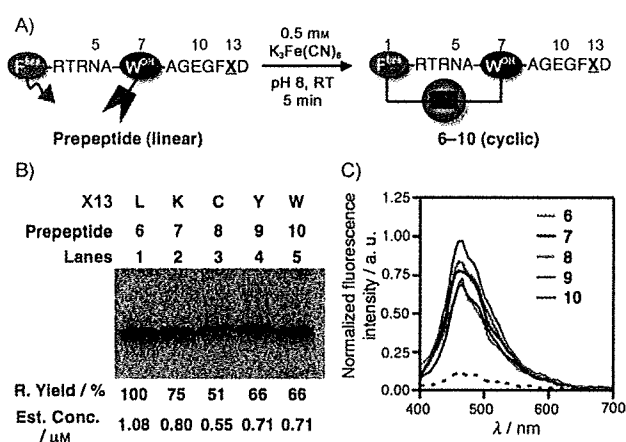 A)
0.5 mM
K₃Fe(CN)₆
pH 8, RT
5 min
5 7 10 13
RTRNA- Wᴼᴴ -AGEGFXD
Prepeptide (linear)
1 5 7 10 13
-RTRNA- Wᴼᴴ -AGEGFXD
6–10 (cyclic)
B)
X13 L K C Y W
Prepeptide 6 7 8 9 10
Lanes 1 2 3 4 5
R. Yield / % 100 75 51 66 66
Est. Conc. / μM 1.08 0.80 0.55 0.71 0.71
C)
Normalized fluorescence intensity / a. u.
1.25
1.00
0.75
0.50
0.25
0.00
400 500 600 700
λ / nm
6
7
8
9
10